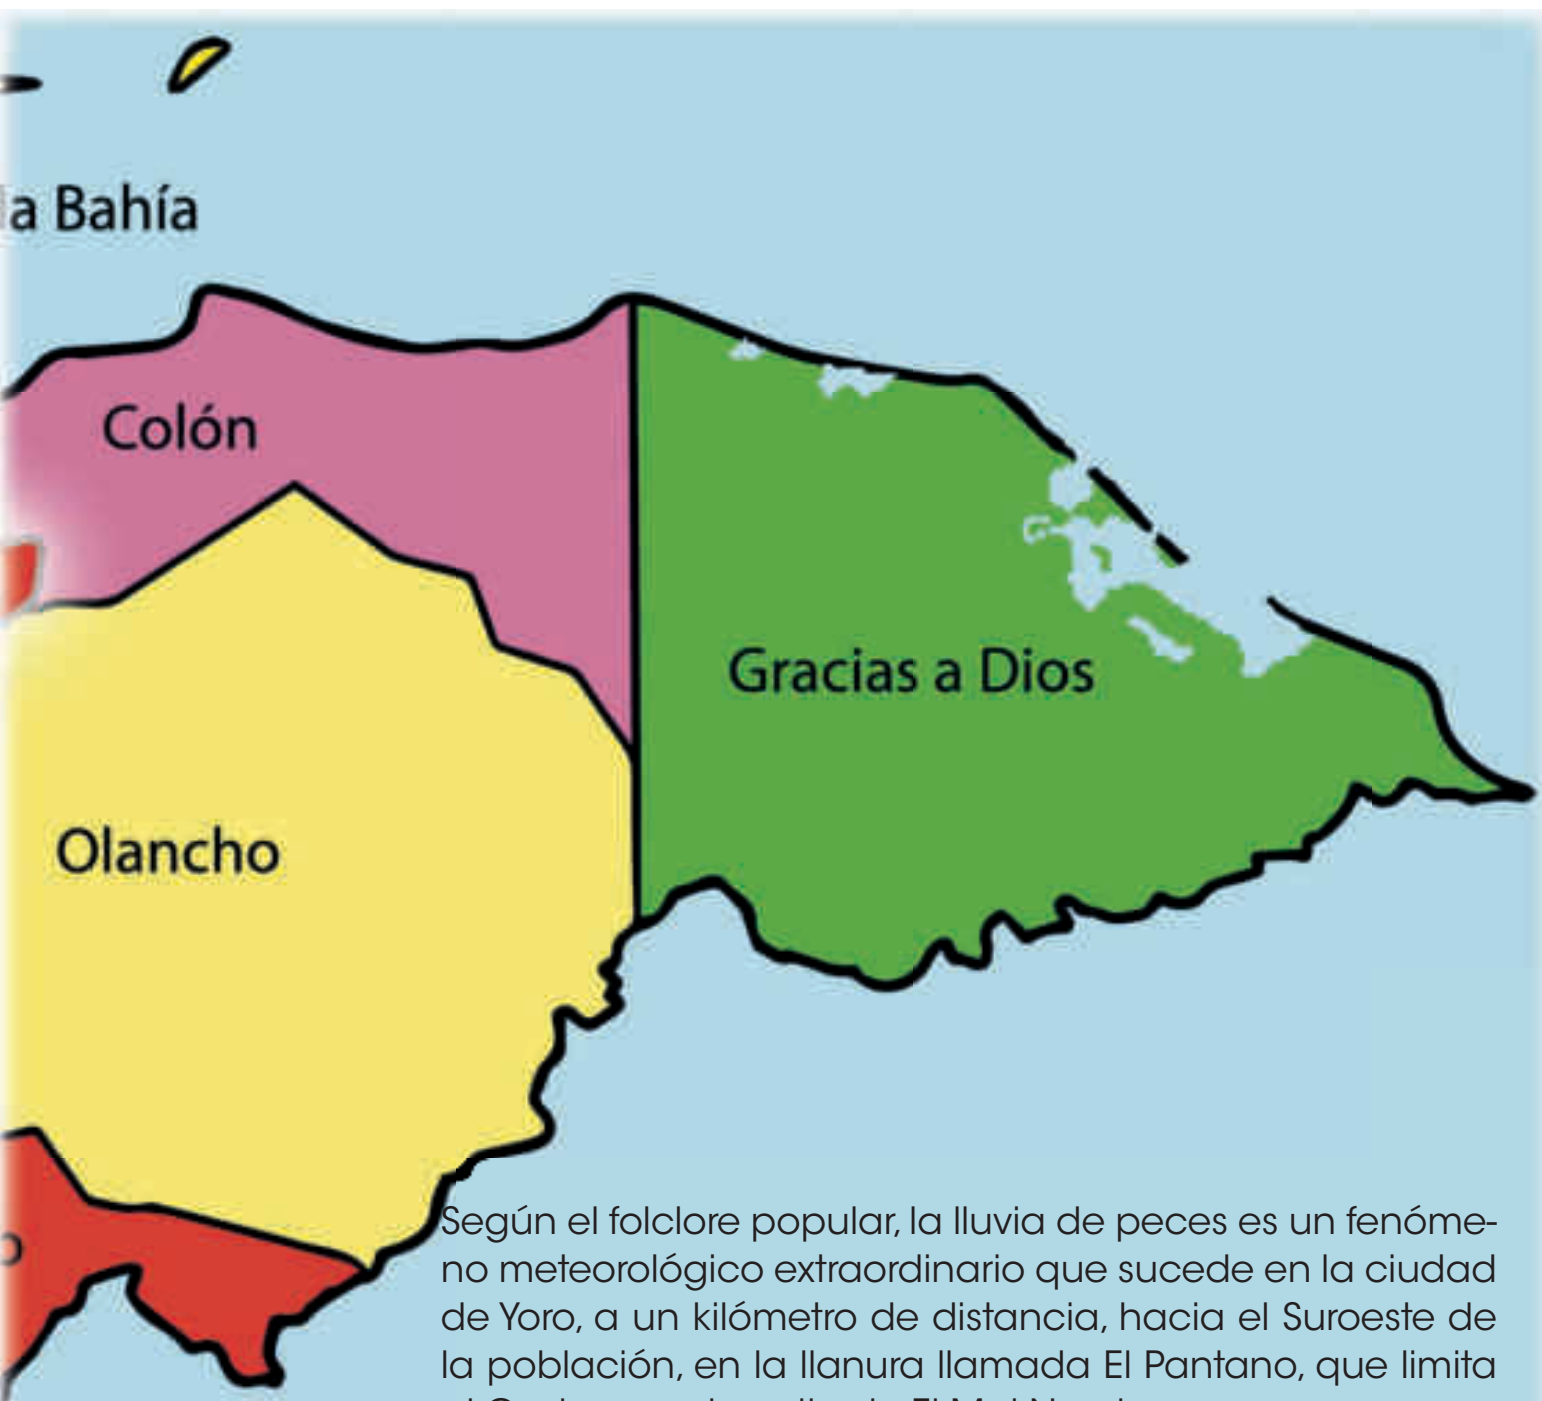 la Bahía
Colón
Gracias a Dios
Olancho
o
Según el folclore popular, la lluvia de peces es un fenóme-
no meteorológico extraordinario que sucede en la ciudad
de Yoro, a un kilómetro de distancia, hacia el Suroeste de
la población, en la llanura llamada El Pantano, que limita